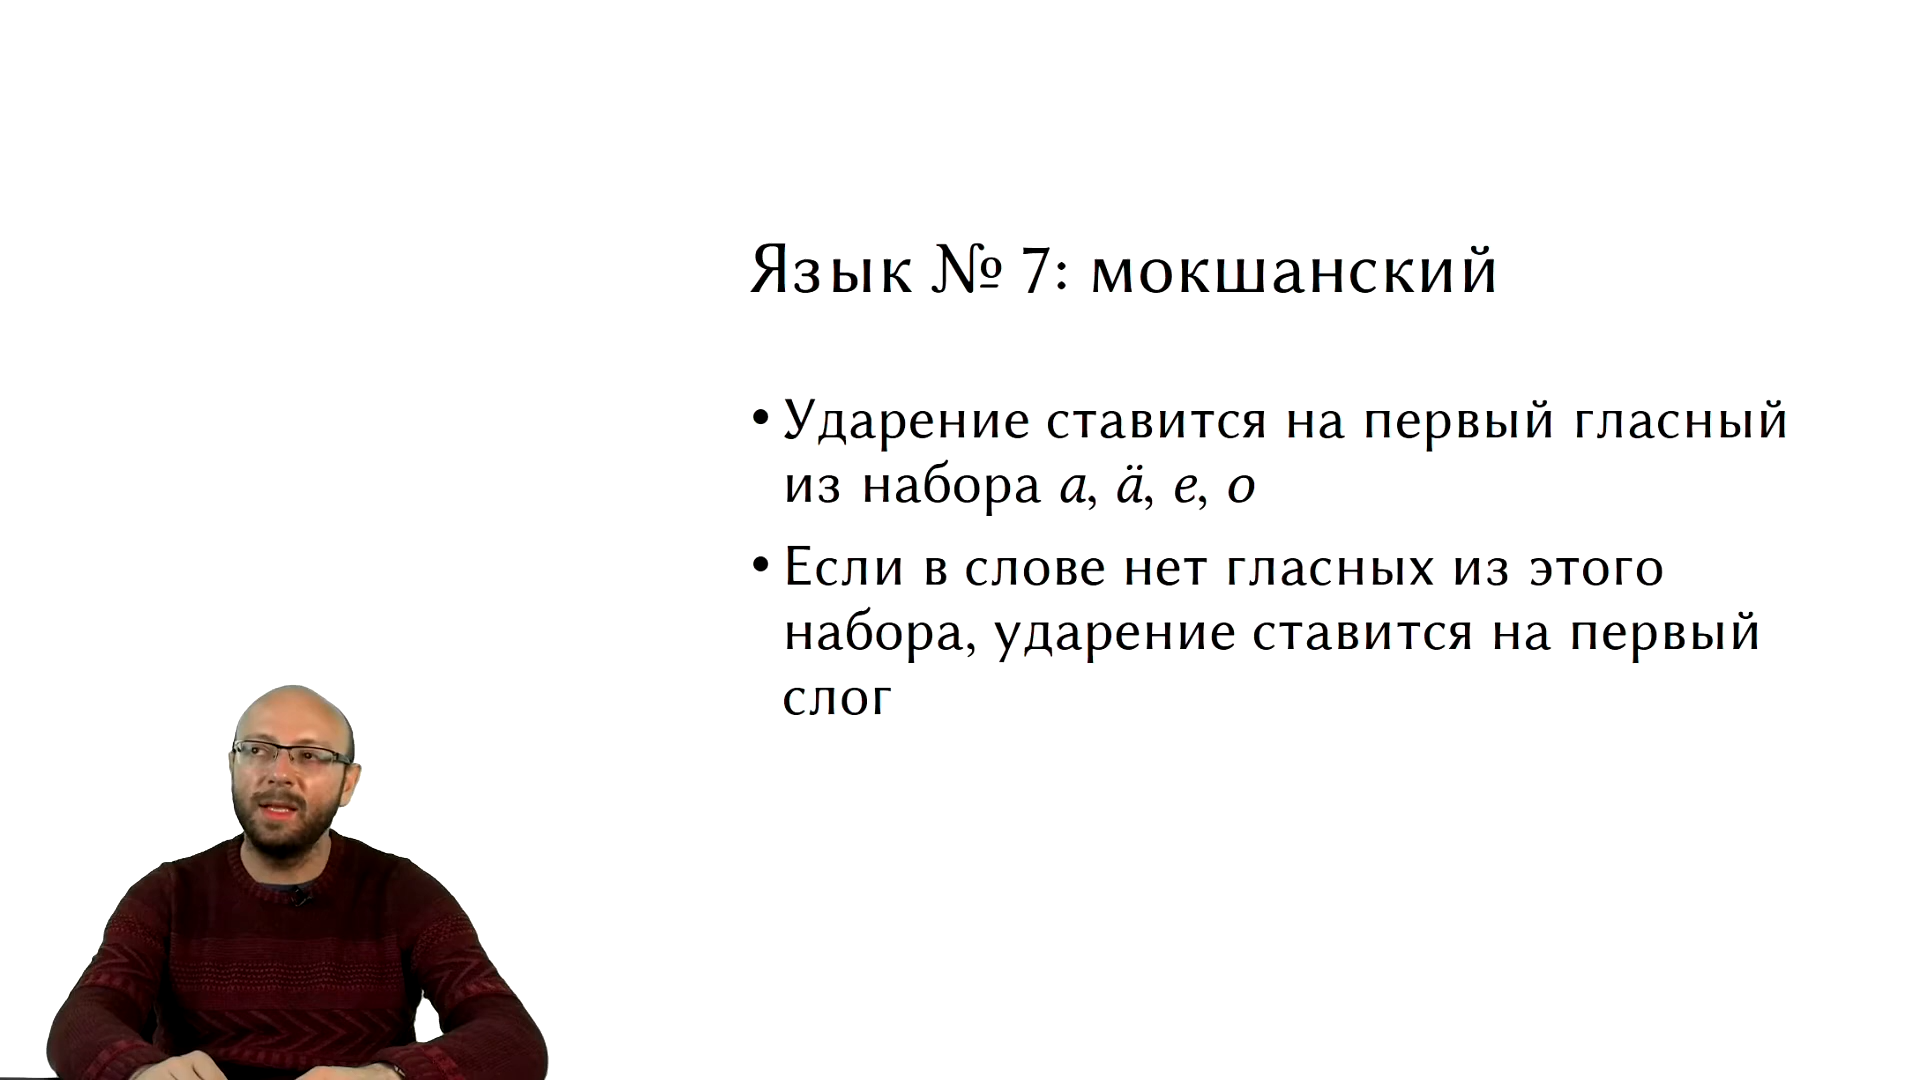 Язык № 7: мокшанский
• Ударение ставится на первый гласный
из набора a, ä, e, o
• Если в слове нет гласных из этого
набора, ударение ставится на первый
слог